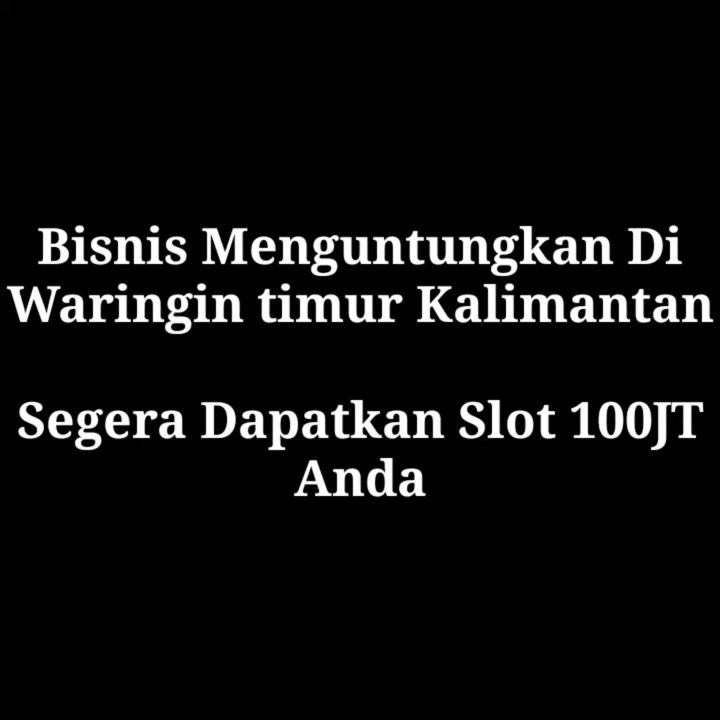 Bisnis Menguntungkan Di
Waringin timur Kalimantan
Segera Dapatkan Slot 100JT
Anda